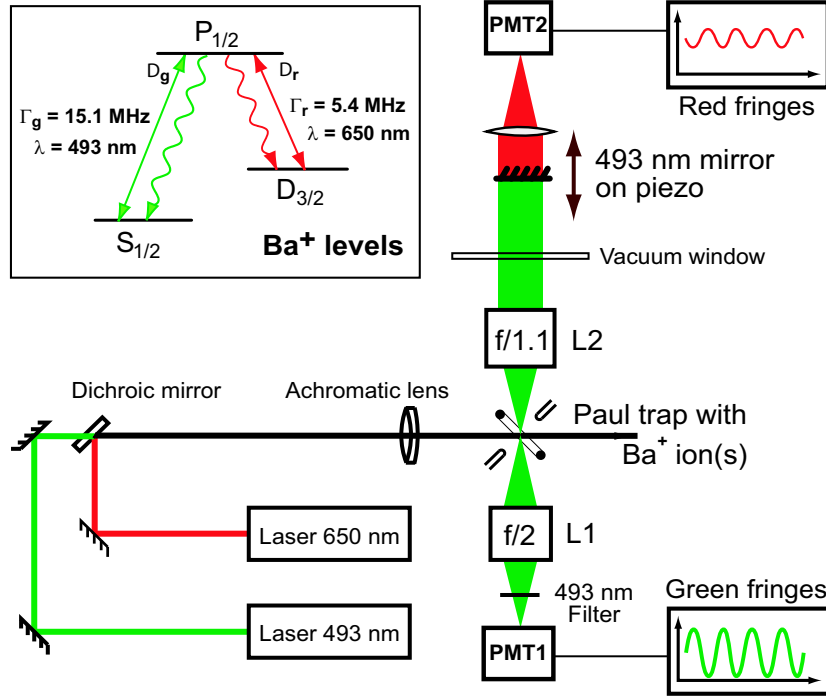 P1/2
Dg
Dr
Γg = 15.1 MHz
λ = 493 nm
Γr = 5.4 MHz
λ = 650 nm
D3/2
S1/2
Ba+ levels
PMT2
Red fringes
493 nm mirror
on piezo
Vacuum window
f/1.1
L2
Dichroic mirror
Achromatic lens
Paul trap with
Ba+ ion(s)
Laser 650 nm
f/2
L1
493 nm
Filter
Green fringes
Laser 493 nm
PMT1